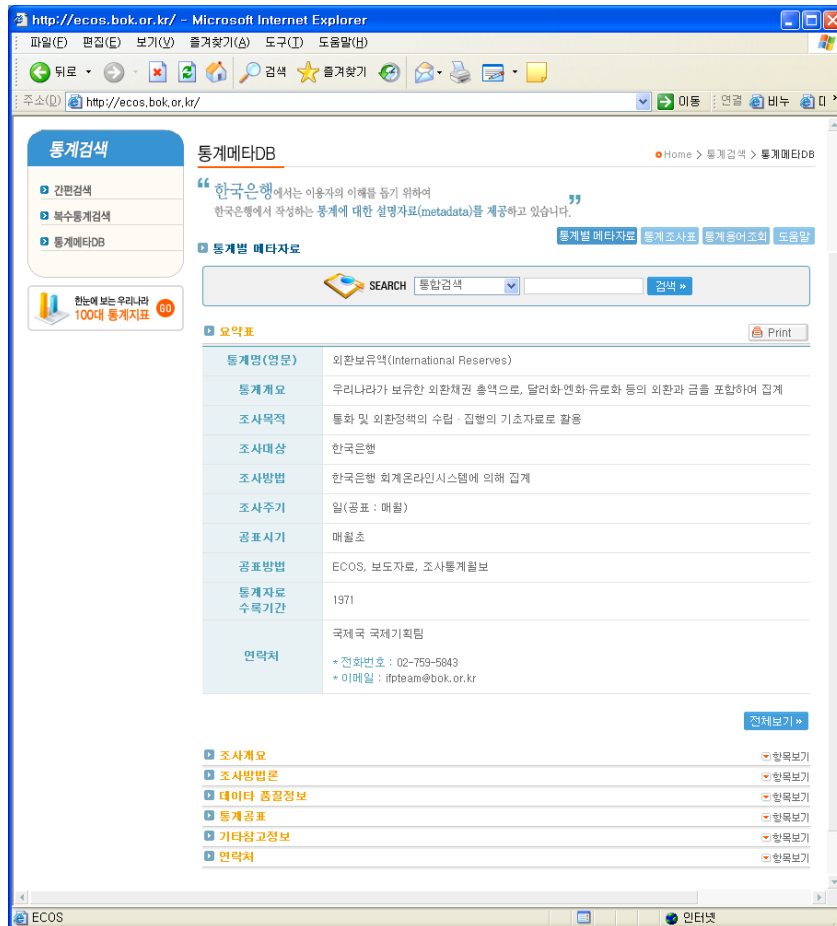 http://ecos.bok.or.kr/ - Microsoft Internet Explorer
파일(F) 편집(E) 보기(V) 즐겨찾기(A) 도구(T) 도움말(H)
뒤로 검색 즐겨찾기
주소(D) http://ecos.bok.or.kr/ 이동 연결 비누 »
통계검색
간편검색
복수통계검색
통계메타DB
한눈에 보는 우리나라
100대 통계지표 GO
통계메타DB
Home > 통계검색 > 통계메타DB
“ 한국은행에서는 이용자의 이해를 돕기 위하여
한국은행에서 작성하는 통계에 대한 설명자료(metadata)를 제공하고 있습니다. ”
통계별 메타자료 통계조사표 통계용어조회 도움말
통계별 메타자료
SEARCH 통합검색 검색 »
요약표 Print
통계명(영문) 외환보유액(International Reserves)
통계개요 우리나라가 보유한 외환채권 총액으로, 달러화·엔화·유로화 등의 외환과 금을 포함하여 집계
조사목적 통화 및 외환정책의 수립 · 집행의 기초자료로 활용
조사대상 한국은행
조사방법 한국은행 회계온라인시스템에 의해 집계
조사주기 일(공표 : 매월)
공표시기 매월초
공표방법 ECOS, 보도자료, 조사통계월보
통계자료
수록기간 1971
연락처 국제국 국제기획팀
* 전화번호 : 02-759-5843
* 이메일 : ifpteam@bok.or.kr
전체보기 »
조사개요 항목보기
조사방법론 항목보기
데이타 품질정보 항목보기
통계공표 항목보기
기타참고정보 항목보기
연락처 항목보기
ECOS 인터넷